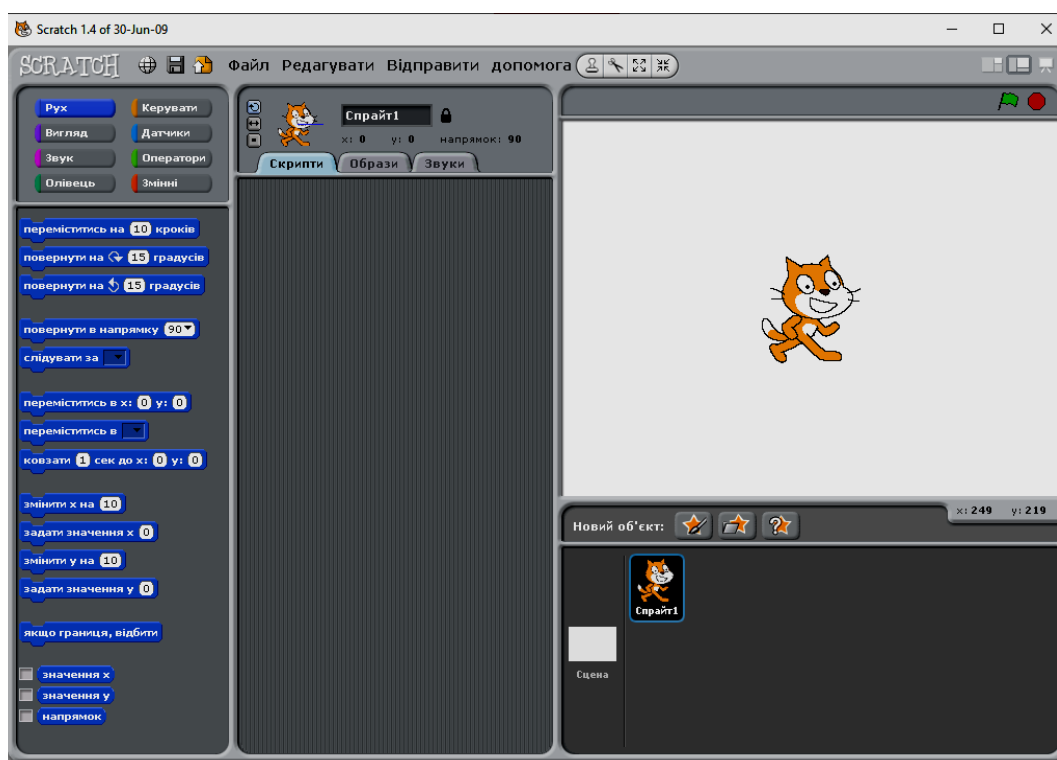 Scratch 1.4 of 30-Jun-09
SCRATCH Файл Редагувати Відправити допомога
Рух Керувати
Вигляд Датчики
Звук Оператори
Олівець Змінні
Спрайт1
x: 0 y: 0 напрямок: 90
Скрипти Образи Звуки
переміститись на 10 кроків
повернути на 15 градусів
повернути на 15 градусів
повернути в напрямку 90
слідувати за
переміститись в x: 0 y: 0
переміститись в
ковзати 1 сек до x: 0 y: 0
змінити x на 10
задати значення x 0
змінити y на 10
задати значення y 0
якщо границя, відбити
значення x
значення y
напрямок
x: 249 y: 219
Новий об'єкт:
Спрайт1
Сцена